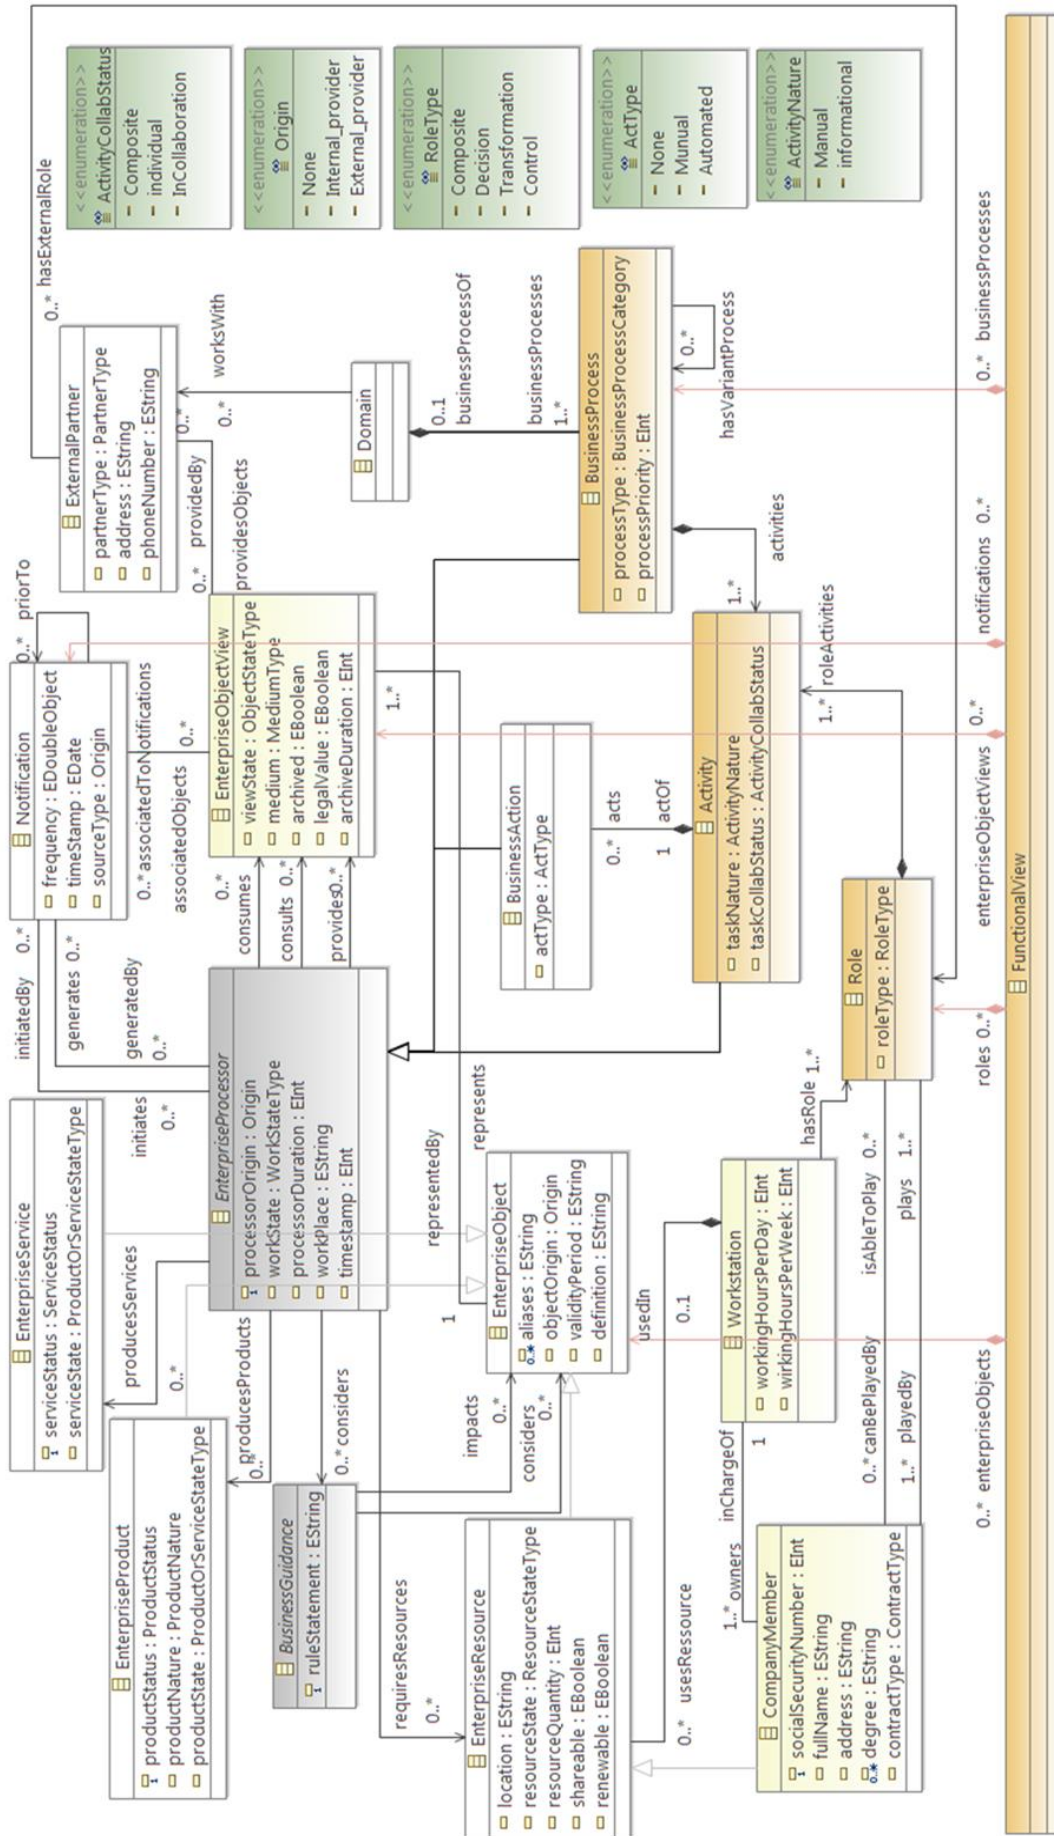 EnterpriseService
1 serviceStatus : ServiceStatus
serviceState : ProductOrServiceStateType
EnterpriseProduct
1 productStatus : ProductStatus
productNature : ProductNature
productState : ProductOrServiceStateType
producesServices
0..*
producesProducts
0..*
initiatedBy 0..*
generates 0..*
generatedBy
0..*
initiates
0..*
Notification
frequency : EDoubleObject
timeStamp : EDate
sourceType : Origin
0..* priorTo
0..* associatedToNotifications
associatedObjects 0..*
ExternalPartner
partnerType : PartnerType
address : EString
phoneNumber : EString
0..* hasExternalRole
0..*
0..* providedBy
providesObjects
0..* worksWith
<<enumeration>>
ActivityCollabStatus
Composite
individual
InCollaboration
<<enumeration>>
Origin
None
Internal_provider
External_provider
<<enumeration>>
RoleType
Composite
Decision
Transformation
Control
<<enumeration>>
ActType
None
Munual
Automated
<<enumeration>>
ActivityNature
Manual
informational
EnterpriseProcessor
1 processorOrigin : Origin
workState : WorkStateType
processorDuration : EInt
workPlace : EString
timestamp : EInt
0..*
consumes
consults 0..*
provides0..*
EnterpriseObjectView
viewState : ObjectStateType
medium : MediumType
archived : EBoolean
legalValue : EBoolean
archiveDuration : EInt
1..*
Domain
0..1
businessProcessOf
businessProcesses
1..*
BusinessGuidance
1 ruleStatement : EString
0..* considers
impacts
0..*
considers
0..*
requiresResources
0..*
1
representedBy
represents
EnterpriseObject
0..* aliases : EString
objectOrigin : Origin
validityPeriod : EString
definition : EString
usedIn
0..1
EnterpriseResource
location : EString
resourceState : ResourceStateType
resourceQuantity : EInt
shareable : EBoolean
renewable : EBoolean
0..* usesRessource
BusinessAction
actType : ActType
0..* acts
1 actOf
BusinessProcess
processType : BusinessProcessCategory
processPriority : EInt
0..*
hasVariantProcess
activities
1..*
Activity
taskNature : ActivityNature
taskCollabStatus : ActivityCollabStatus
1..* roleActivities
Workstation
workingHoursPerDay : EInt
wirkingHoursPerWeek : EInt
hasRole 1..*
1..* owners
inChargeOf
1
CompanyMember
1 socialSecurityNumber : EInt
fullName : EString
address : EString
0..* degree : EString
contractType : ContractType
Role
roleType : RoleType
0..* canBePlayedBy
isAbleToPlay 0..*
1..* playedBy
plays 1..*
0..* enterpriseObjects
roles 0..*
enterpriseObjectViews 0..*
notifications 0..*
0..* businessProcesses
FunctionalView